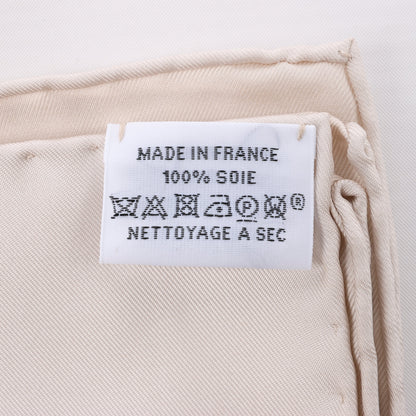 MADE IN FRANCE
100% SOIE
P ®
NETTOYAGE A SEC